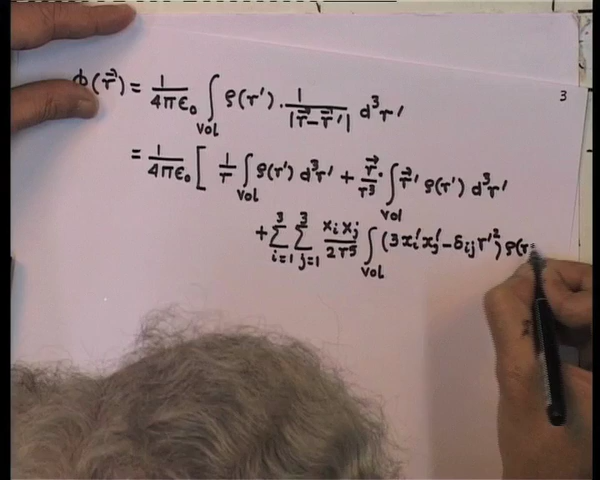 3
ϕ(r⃗) = 1/(4πε₀) ∫_Vol ρ(r') · 1/|r⃗ - r⃗'| d³r'
= 1/(4πε₀) [ 1/r ∫_Vol ρ(r') d³r' + r⃗/r³ · ∫_Vol r⃗' ρ(r') d³r'
+ Σ_{i=1}^{3} Σ_{j=1}^{3} x_i x_j/(2r⁵) ∫_Vol (3x_i' x_j' - δ_ij r'²) ρ(r